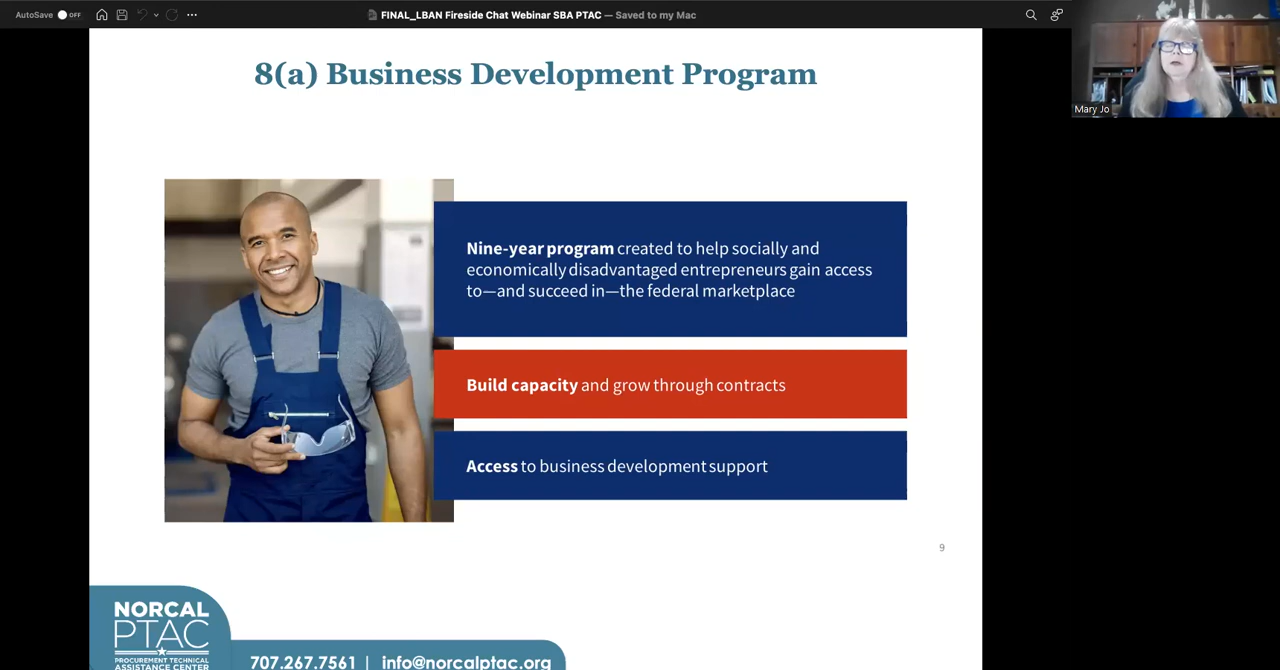 AutoSave OFF
FINAL_LBAN Fireside Chat Webinar SBA PTAC — Saved to my Mac
Mary Jo
8(a) Business Development Program
Nine-year program created to help socially and
economically disadvantaged entrepreneurs gain access
to—and succeed in—the federal marketplace
Build capacity and grow through contracts
Access to business development support
9
NORCAL
PTAC
PROCUREMENT TECHNICAL
ASSISTANCE CENTER
707.267.7561 | info@norcalptac.org